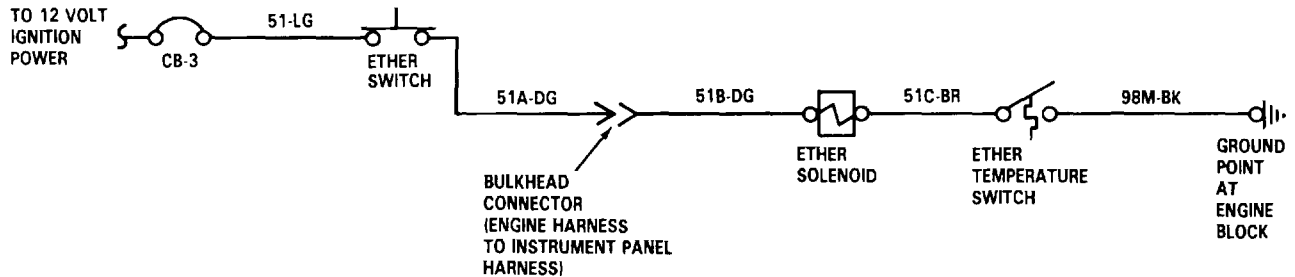 TO 12 VOLT
IGNITION
POWER
CB-3
51-LG
ETHER
SWITCH
51A-DG
BULKHEAD
CONNECTOR
(ENGINE HARNESS
TO INSTRUMENT PANEL
HARNESS)
51B-DG
ETHER
SOLENOID
51C-BR
ETHER
TEMPERATURE
SWITCH
98M-BK
GROUND
POINT
AT
ENGINE
BLOCK